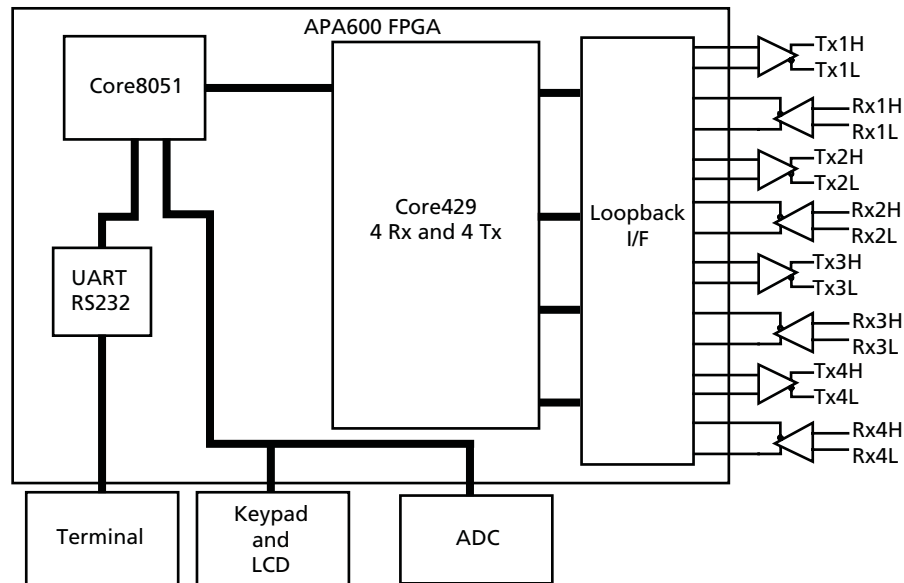 APA600 FPGA
Core8051
UART
RS232
Core429
4 Rx and 4 Tx
Loopback
I/F
Tx1H
Tx1L
Rx1H
Rx1L
Tx2H
Tx2L
Rx2H
Rx2L
Tx3H
Tx3L
Rx3H
Rx3L
Tx4H
Tx4L
Rx4H
Rx4L
Terminal
Keypad
and
LCD
ADC